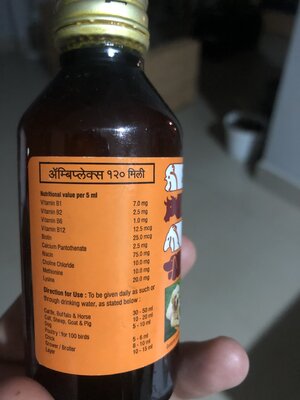 ॲम्बिप्लेक्स १२० मिली
Nutritional value per 5 ml
Vitamin B1 7.0 mg
Vitamin B2 2.5 mg
Vitamin B6 1.0 mg
Vitamin B12 12.5 mcg
Biotin 25.0 mcg
Calcium Pantothenate 2.5 mg
Niacin 75.0 mg
Choline Chloride 10.0 mg
Methionine 10.0 mg
Lysine 20.0 mg
Direction for Use : To be given daily as such or
through drinking water, as stated below :
Cattle, Buffalo & Horse 30 - 50 ml
Calf, Sheep, Goat & Pig 10 - 20 ml
Dog 5 - 10 ml
Poultry : for 100 birds
Chick 5 - 6 ml
Grower / Broiler 8 - 10 ml
Layer 10 - 15 ml